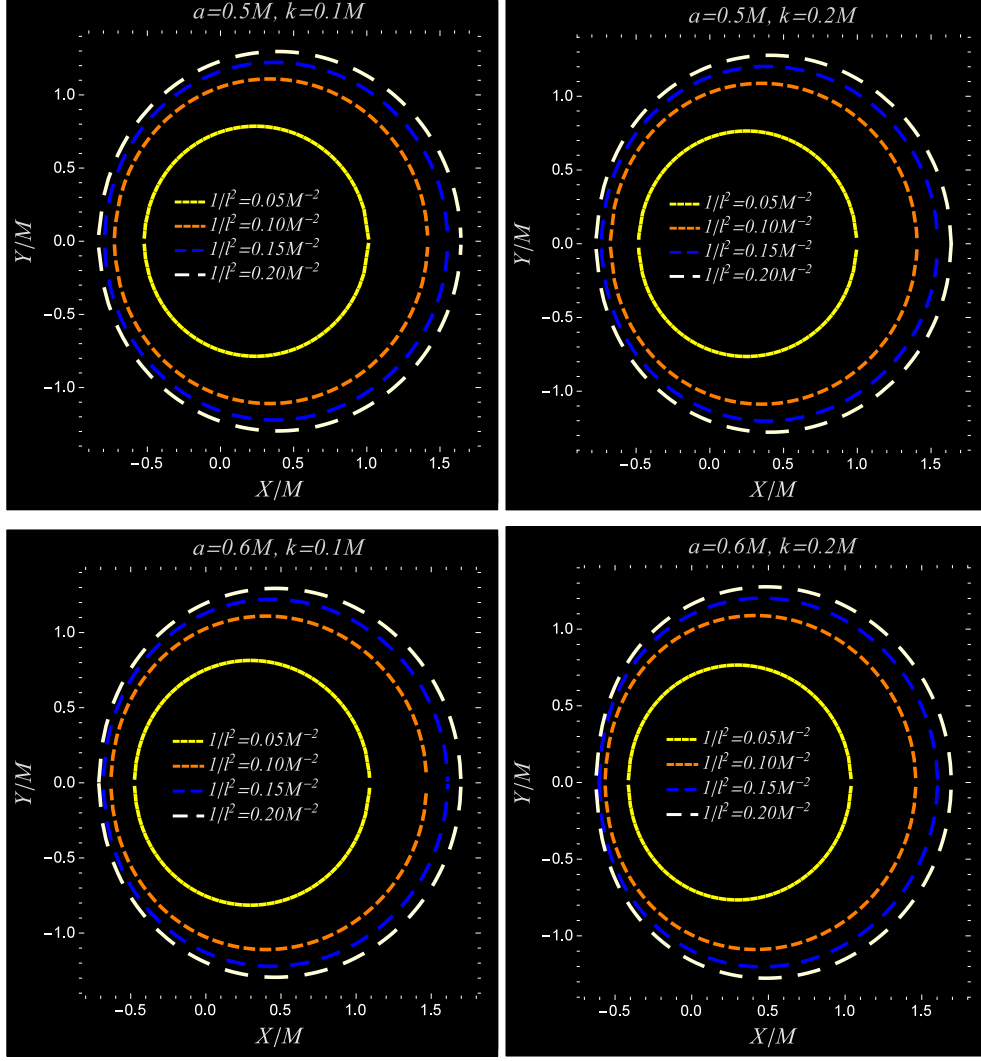 a=0.5M, k=0.1M
1.0
0.5
0.0
−0.5
−1.0
Y/M
1/l²=0.05M⁻²
1/l²=0.10M⁻²
1/l²=0.15M⁻²
1/l²=0.20M⁻²
−0.5 0.0 0.5 1.0 1.5
X/M
a=0.5M, k=0.2M
1.0
0.5
0.0
−0.5
−1.0
Y/M
1/l²=0.05M⁻²
1/l²=0.10M⁻²
1/l²=0.15M⁻²
1/l²=0.20M⁻²
−0.5 0.0 0.5 1.0 1.5
X/M
a=0.6M, k=0.1M
1.0
0.5
0.0
−0.5
−1.0
Y/M
1/l²=0.05M⁻²
1/l²=0.10M⁻²
1/l²=0.15M⁻²
1/l²=0.20M⁻²
−0.5 0.0 0.5 1.0 1.5
X/M
a=0.6M, k=0.2M
1.0
0.5
0.0
−0.5
−1.0
Y/M
1/l²=0.05M⁻²
1/l²=0.10M⁻²
1/l²=0.15M⁻²
1/l²=0.20M⁻²
−0.5 0.0 0.5 1.0 1.5
X/M